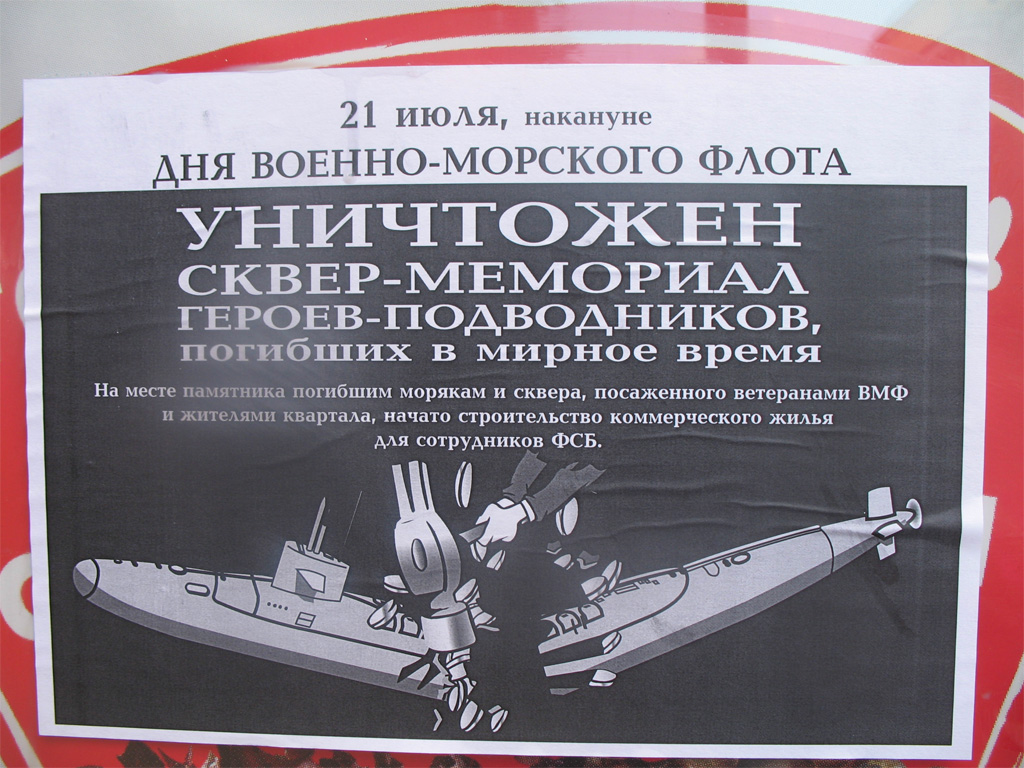 21 июля, накануне
ДНЯ ВОЕННО-МОРСКОГО ФЛОТА
УНИЧТОЖЕН
СКВЕР-МЕМОРИАЛ
ГЕРОЕВ-ПОДВОДНИКОВ,
погибших в мирное время
На месте памятника погибшим морякам и сквера, посаженного ветеранами ВМФ
и жителями квартала, начато строительство коммерческого жилья
для сотрудников ФСБ.